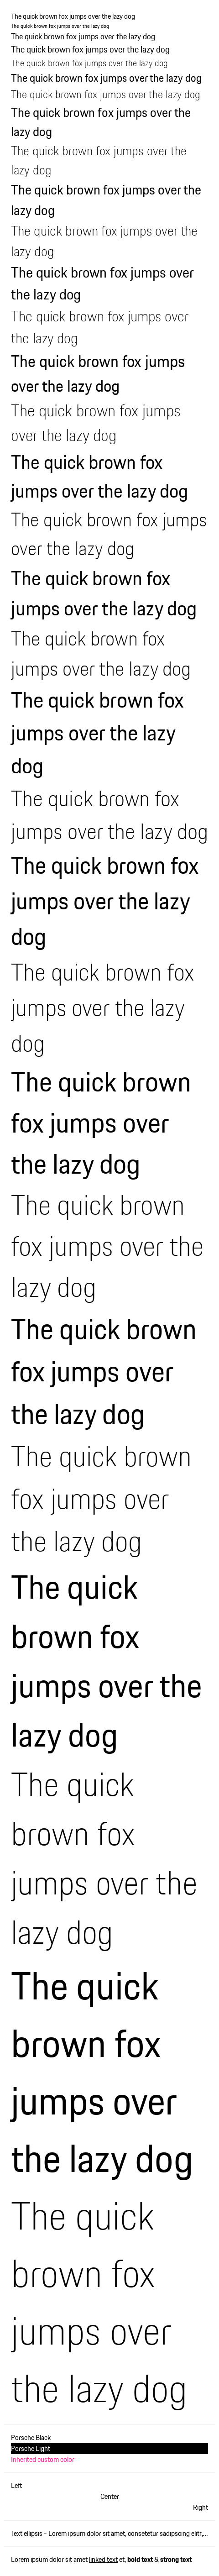 The quick brown fox jumps over the lazy dog
The quick brown fox jumps over the lazy dog
The quick brown fox jumps over the lazy dog
The quick brown fox jumps over the lazy dog
The quick brown fox jumps over the lazy dog
The quick brown fox jumps over the lazy dog
The quick brown fox jumps over the lazy dog
The quick brown fox jumps over the
lazy dog
The quick brown fox jumps over the
lazy dog
The quick brown fox jumps over the
lazy dog
The quick brown fox jumps over the
lazy dog
The quick brown fox jumps over
the lazy dog
The quick brown fox jumps over
the lazy dog
The quick brown fox jumps
over the lazy dog
The quick brown fox jumps
over the lazy dog
The quick brown fox
jumps over the lazy dog
The quick brown fox jumps
over the lazy dog
The quick brown fox
jumps over the lazy dog
The quick brown fox
jumps over the lazy dog
The quick brown fox
jumps over the lazy
dog
The quick brown fox
jumps over the lazy dog
The quick brown fox
jumps over the lazy
dog
The quick brown fox
jumps over the lazy
dog
The quick brown
fox jumps over
the lazy dog
The quick brown
fox jumps over the
lazy dog
The quick brown
fox jumps over
the lazy dog
The quick brown
fox jumps over
the lazy dog
The quick
brown fox
jumps over the
lazy dog
The quick
brown fox
jumps over the
lazy dog
The quick
brown fox
jumps over
the lazy dog
The quick
brown fox
jumps over
the lazy dog
Porsche Black
Porsche Light
Inherited custom color
Left
Center
Right
Text ellipsis - Lorem ipsum dolor sit amet, consetetur sadipscing elitr,…
Lorem ipsum dolor sit amet linked text et, bold text & strong text